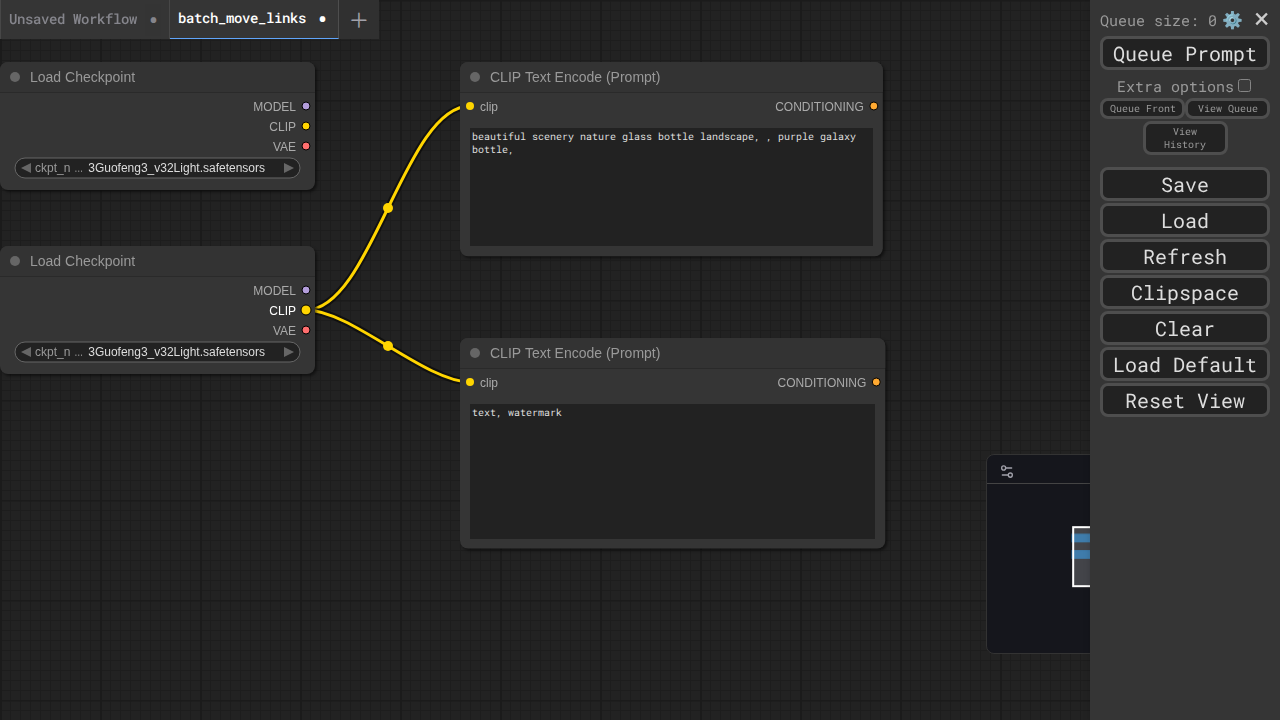 Unsaved Workflow
batch_move_links
Queue size: 0
Queue Prompt
Extra options
Queue Front
View Queue
View
History
Save
Load
Refresh
Clipspace
Clear
Load Default
Reset View
Load Checkpoint
MODEL
CLIP
VAE
ckpt_n ... 3Guofeng3_v32Light.safetensors
Load Checkpoint
MODEL
CLIP
VAE
ckpt_n ... 3Guofeng3_v32Light.safetensors
CLIP Text Encode (Prompt)
clip CONDITIONING
beautiful scenery nature glass bottle landscape, , purple galaxy
bottle,
CLIP Text Encode (Prompt)
clip CONDITIONING
text, watermark